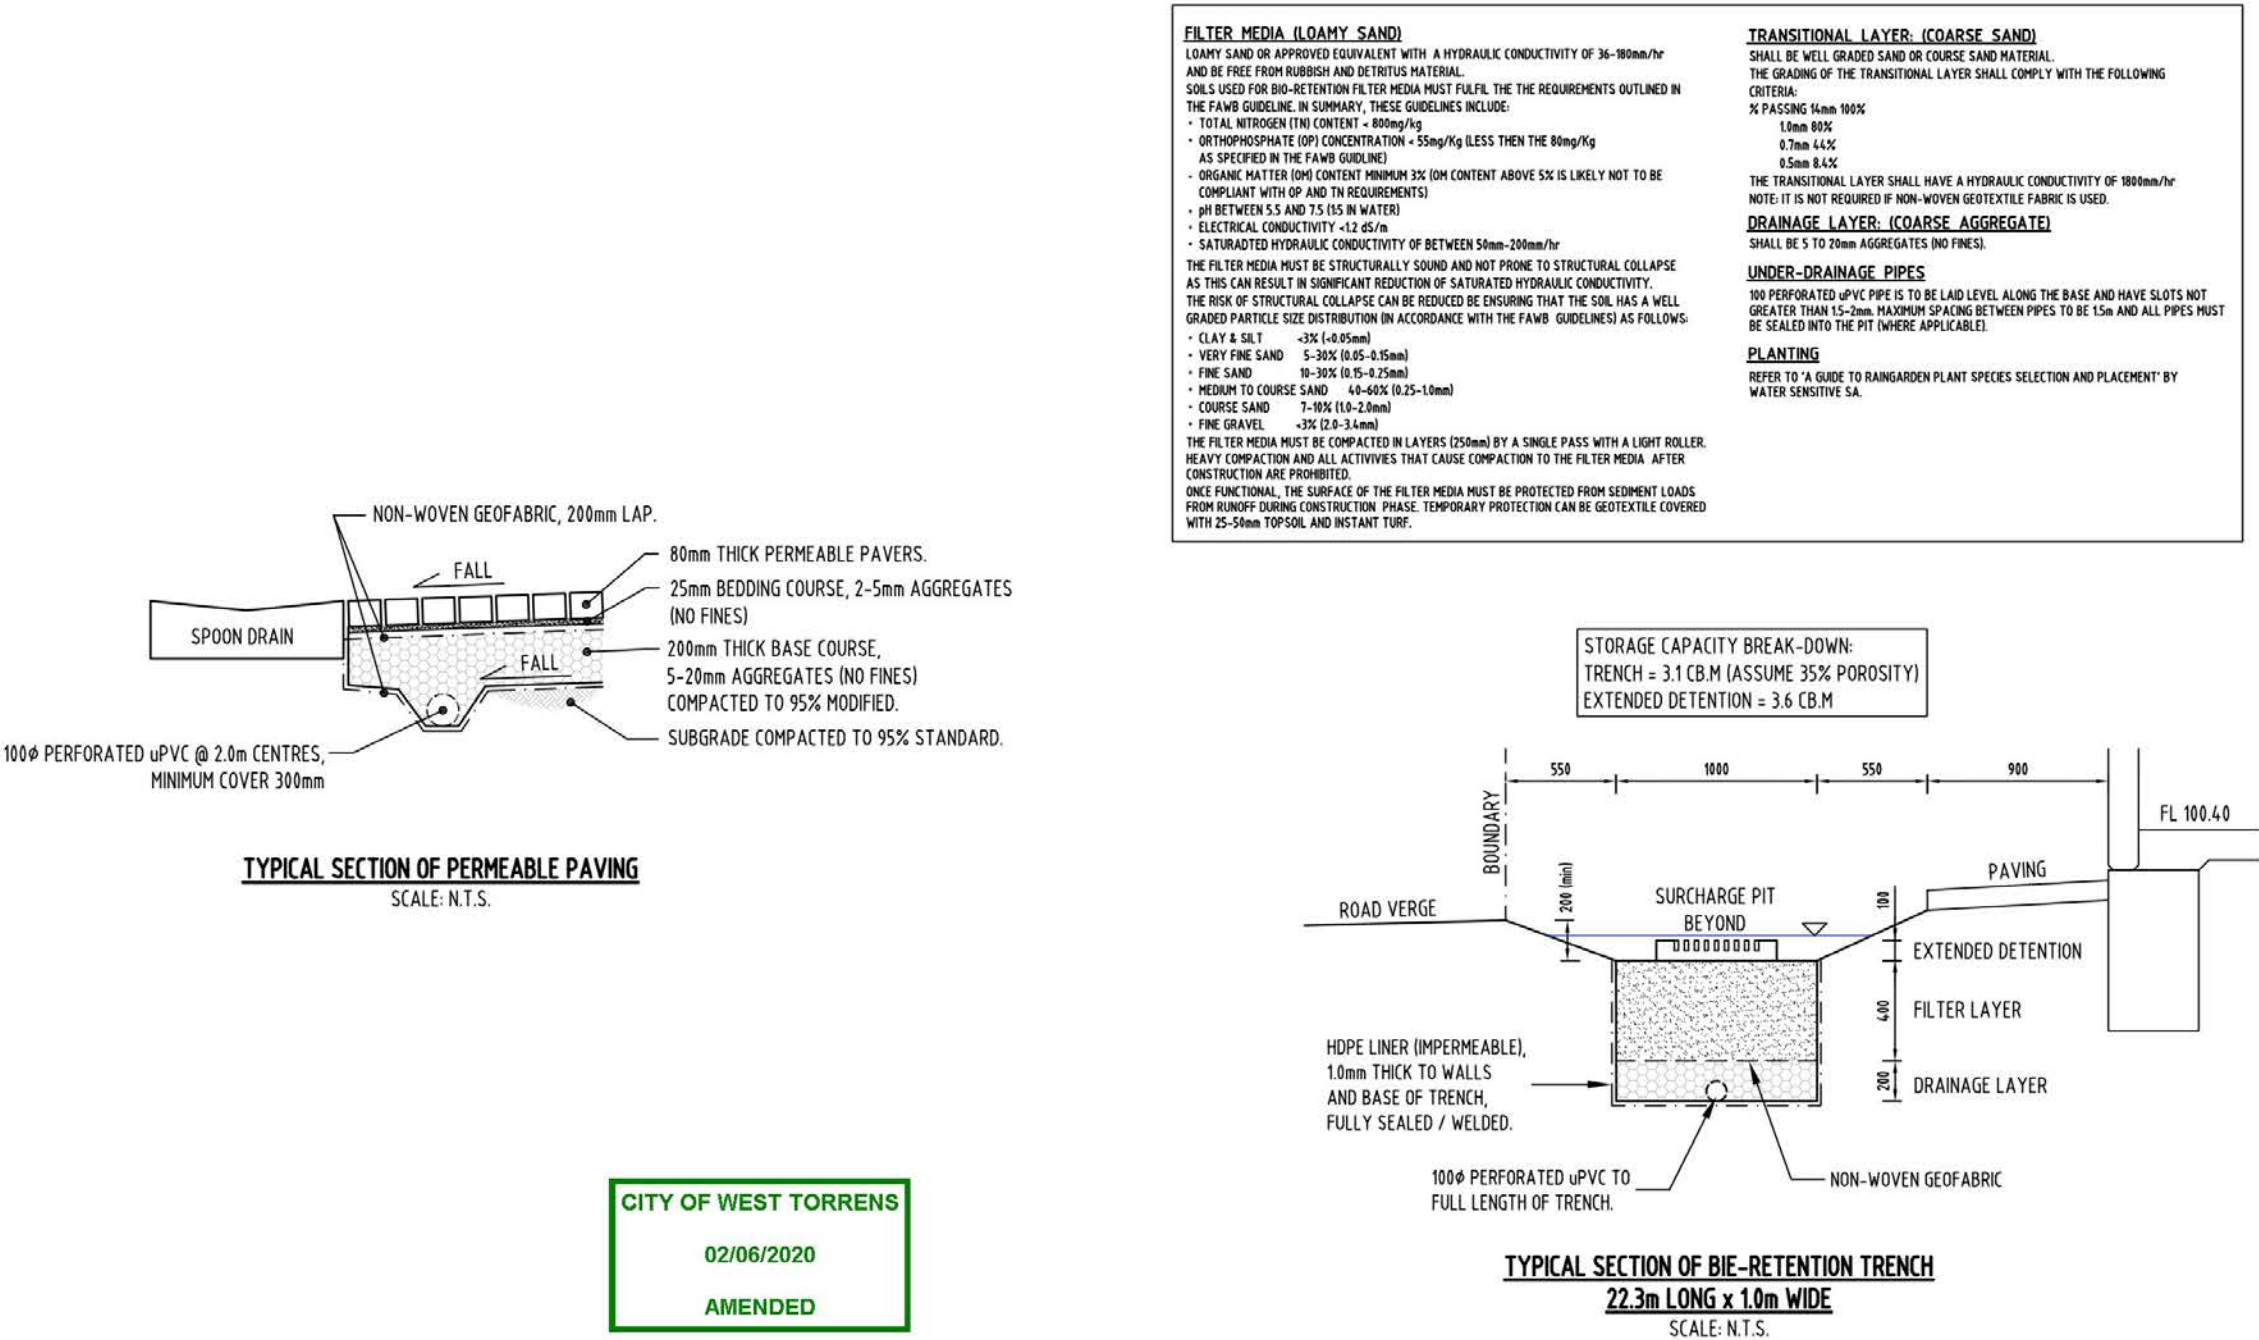 FILTER MEDIA (LOAMY SAND)
LOAMY SAND OR APPROVED EQUIVALENT WITH A HYDRAULIC CONDUCTIVITY OF 36-180mm/hr
AND BE FREE FROM RUBBISH AND DETRITUS MATERIAL.
SOILS USED FOR BIO-RETENTION FILTER MEDIA MUST FULFIL THE THE REQUIREMENTS OUTLINED IN
THE FAWB GUIDELINE. IN SUMMARY, THESE GUIDELINES INCLUDE:
• TOTAL NITROGEN (TN) CONTENT < 800mg/kg
• ORTHOPHOSPHATE (OP) CONCENTRATION < 55mg/Kg (LESS THEN THE 80mg/Kg
AS SPECIFIED IN THE FAWB GUIDLINE)
- ORGANIC MATTER (OM) CONTENT MINIMUM 3% (OM CONTENT ABOVE 5% IS LIKELY NOT TO BE
COMPLIANT WITH OP AND TN REQUIREMENTS)
• pH BETWEEN 5.5 AND 7.5 (1:5 IN WATER)
• ELECTRICAL CONDUCTIVITY <1.2 dS/m
• SATURADTED HYDRAULIC CONDUCTIVITY OF BETWEEN 50mm-200mm/hr
THE FILTER MEDIA MUST BE STRUCTURALLY SOUND AND NOT PRONE TO STRUCTURAL COLLAPSE
AS THIS CAN RESULT IN SIGNIFICANT REDUCTION OF SATURATED HYDRAULIC CONDUCTIVITY.
THE RISK OF STRUCTURAL COLLAPSE CAN BE REDUCED BE ENSURING THAT THE SOIL HAS A WELL
GRADED PARTICLE SIZE DISTRIBUTION (IN ACCORDANCE WITH THE FAWB GUIDELINES) AS FOLLOWS:
• CLAY & SILT <3% (<0.05mm)
• VERY FINE SAND 5-30% (0.05-0.15mm)
• FINE SAND 10-30% (0.15-0.25mm)
• MEDIUM TO COURSE SAND 40-60% (0.25-1.0mm)
• COURSE SAND 7-10% (1.0-2.0mm)
• FINE GRAVEL <3% (2.0-3.4mm)
THE FILTER MEDIA MUST BE COMPACTED IN LAYERS (250mm) BY A SINGLE PASS WITH A LIGHT ROLLER.
HEAVY COMPACTION AND ALL ACTIVIVIES THAT CAUSE COMPACTION TO THE FILTER MEDIA AFTER
CONSTRUCTION ARE PROHIBITED.
ONCE FUNCTIONAL, THE SURFACE OF THE FILTER MEDIA MUST BE PROTECTED FROM SEDIMENT LOADS
FROM RUNOFF DURING CONSTRUCTION PHASE. TEMPORARY PROTECTION CAN BE GEOTEXTILE COVERED
WITH 25-50mm TOPSOIL AND INSTANT TURF.
TRANSITIONAL LAYER: (COARSE SAND)
SHALL BE WELL GRADED SAND OR COURSE SAND MATERIAL.
THE GRADING OF THE TRANSITIONAL LAYER SHALL COMPLY WITH THE FOLLOWING
CRITERIA:
% PASSING 14mm 100%
1.0mm 80%
0.7mm 44%
0.5mm 8.4%
THE TRANSITIONAL LAYER SHALL HAVE A HYDRAULIC CONDUCTIVITY OF 1800mm/hr
NOTE: IT IS NOT REQUIRED IF NON-WOVEN GEOTEXTILE FABRIC IS USED.
DRAINAGE LAYER: (COARSE AGGREGATE)
SHALL BE 5 TO 20mm AGGREGATES (NO FINES).
UNDER-DRAINAGE PIPES
100 PERFORATED uPVC PIPE IS TO BE LAID LEVEL ALONG THE BASE AND HAVE SLOTS NOT
GREATER THAN 1.5-2mm. MAXIMUM SPACING BETWEEN PIPES TO BE 1.5m AND ALL PIPES MUST
BE SEALED INTO THE PIT (WHERE APPLICABLE).
PLANTING
REFER TO 'A GUIDE TO RAINGARDEN PLANT SPECIES SELECTION AND PLACEMENT' BY
WATER SENSITIVE SA.
NON-WOVEN GEOFABRIC, 200mm LAP.
FALL
80mm THICK PERMEABLE PAVERS.
25mm BEDDING COURSE, 2-5mm AGGREGATES
(NO FINES)
SPOON DRAIN
200mm THICK BASE COURSE,
5-20mm AGGREGATES (NO FINES)
COMPACTED TO 95% MODIFIED.
FALL
SUBGRADE COMPACTED TO 95% STANDARD.
100ϕ PERFORATED uPVC @ 2.0m CENTRES,
MINIMUM COVER 300mm
TYPICAL SECTION OF PERMEABLE PAVING
SCALE: N.T.S.
STORAGE CAPACITY BREAK-DOWN:
TRENCH = 3.1 CB.M (ASSUME 35% POROSITY)
EXTENDED DETENTION = 3.6 CB.M
550
1000
550
900
BOUNDARY
FL 100.40
200 (min)
PAVING
ROAD VERGE
SURCHARGE PIT
BEYOND
100
EXTENDED DETENTION
400
FILTER LAYER
HDPE LINER (IMPERMEABLE),
1.0mm THICK TO WALLS
AND BASE OF TRENCH,
FULLY SEALED / WELDED.
200
DRAINAGE LAYER
100ϕ PERFORATED uPVC TO
FULL LENGTH OF TRENCH.
NON-WOVEN GEOFABRIC
TYPICAL SECTION OF BIE-RETENTION TRENCH
22.3m LONG x 1.0m WIDE
SCALE: N.T.S.
CITY OF WEST TORRENS
02/06/2020
AMENDED